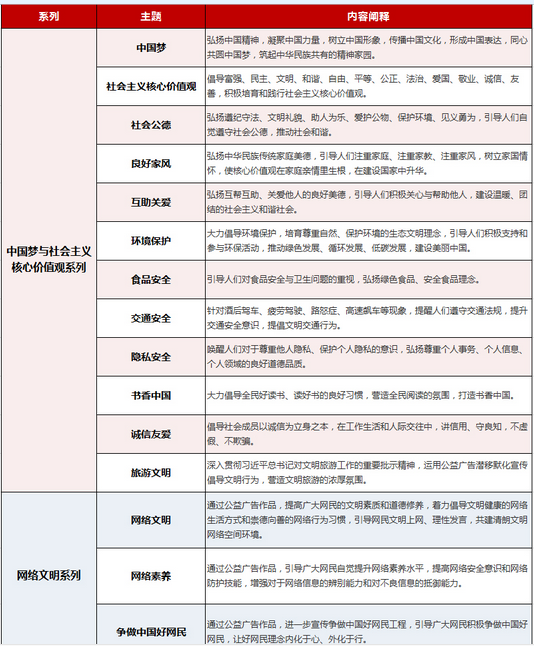 系列
主题
内容阐释
中国梦与社会主义
核心价值观系列
中国梦
弘扬中国精神，凝聚中国力量，树立中国形象，传播中国文化，形成中国表达，同心
共圆中国梦，筑起中华民族共有的精神家园。
社会主义核心价值观
倡导富强、民主、文明、和谐、自由、平等、公正、法治、爱国、敬业、诚信、友
善，积极培育和践行社会主义核心价值观。
社会公德
弘扬遵纪守法、文明礼貌、助人为乐、爱护公物、保护环境、见义勇为，引导人们自
觉遵守社会公德，推动社会和谐。
良好家风
弘扬中华民族传统家庭美德，引导人们注重家庭、注重家教、注重家风，树立家国情
怀，使核心价值观在家庭亲情里生根，在建设国家中升华。
互助关爱
弘扬互帮互助、关爱他人的良好美德，引导人们积极关心与帮助他人，建设温暖、团
结的社会主义和谐社会。
环境保护
大力倡导环境保护，培育尊重自然、保护环境的生态文明理念，引导人们积极支持和
参与环保活动，推动绿色发展、循环发展、低碳发展，建设美丽中国。
食品安全
引导人们对食品安全与卫生问题的重视，弘扬绿色食品、安全食品理念。
交通安全
针对酒后驾车、疲劳驾驶、路怒症、高速飙车等现象，提醒人们遵守交通法规，提升
交通安全意识，提倡文明交通行为。
隐私安全
唤醒人们对于尊重他人隐私、保护个人隐私的意识，弘扬尊重个人事务、个人信息、
个人领域的良好道德品质。
书香中国
大力倡导全民好读书、读好书的良好习惯，营造全民阅读的氛围，打造书香中国。
诚信友爱
倡导社会成员以诚信为立身之本，在工作生活和人际交往中，讲信用、守良知，不虚
假、不欺骗。
旅游文明
深入贯彻习近平总书记对文明旅游工作的重要批示精神，运用公益广告潜移默化宣传
倡导文明行为，营造文明旅游的浓厚氛围。
网络文明系列
网络文明
通过公益广告作品，提高广大网民的文明素质和道德修养，着力倡导文明健康的网络
生活方式和崇德向善的网络行为习惯，引导网民文明上网、理性发言，共建清朗文明
网络空间环境。
网络素养
通过公益广告作品，引导广大网民自觉提升网络素养水平，提高网络安全意识和网络
防护技能，增强对于网络信息的辨别能力和对不良信息的抵御能力。
争做中国好网民
通过公益广告作品，进一步宣传争做中国好网民工程，引导广大网民积极争做中国好
网民，让好网民理念内化于心、外化于行。